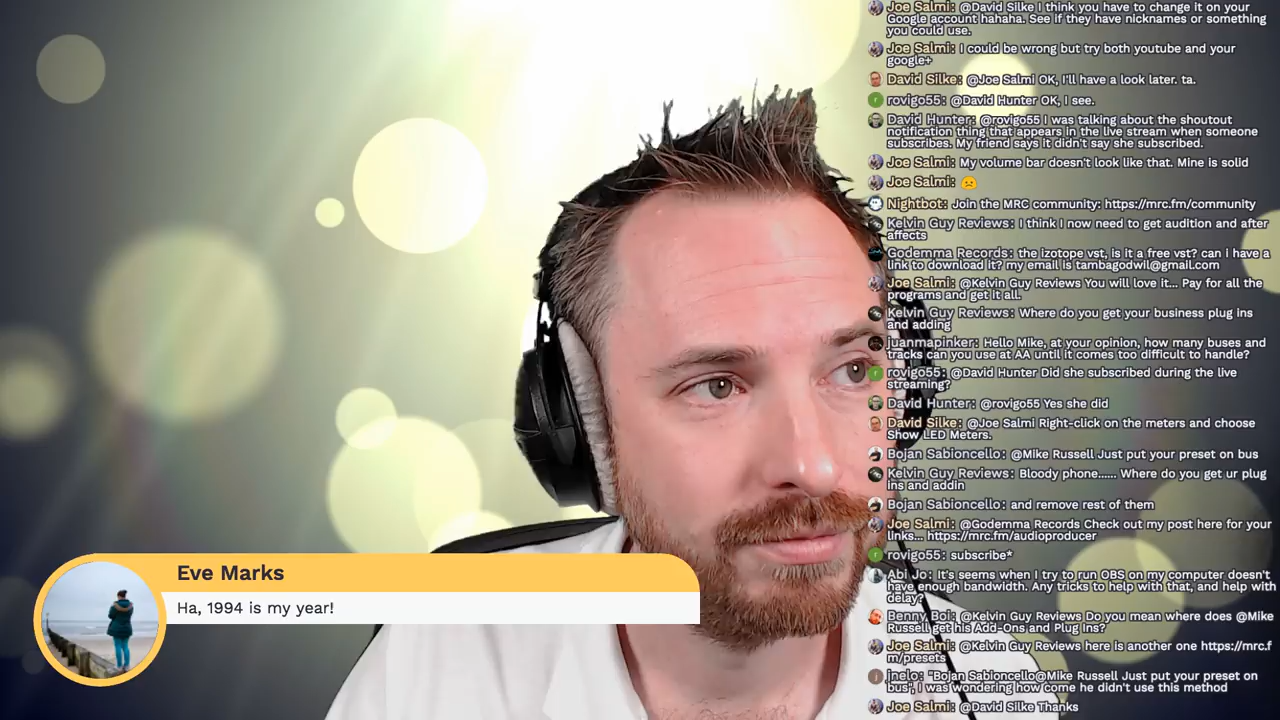 Joe Salmi: @David Silke I think you have to change it on your
Google account hahaha. See if they have nicknames or something
you could use.
Joe Salmi: I could be wrong but try both youtube and your
google+
David Silke: @Joe Salmi OK, I'll have a look later. ta.
rovigo55: @David Hunter OK, I see.
David Hunter: @rovigo55 I was talking about the shoutout
notification thing that appears in the live stream when someone
subscribes. My friend says it didn't say she subscribed.
Joe Salmi: My volume bar doesn't look like that. Mine is solid
Joe Salmi: 
Nightbot: Join the MRC community: https://mrc.fm/community
Kelvin Guy Reviews: I think I now need to get audition and after
affects
Godemma Records: the izotope vst, is it a free vst? can i have a
link to download it? my email is tambagodwil@gmail.com
Joe Salmi: @Kelvin Guy Reviews You will love it... Pay for all the
programs and get it all.
Kelvin Guy Reviews: Where do you get your business plug ins
and adding
juanmapinker: Hello Mike, at your opinion, how many buses and
tracks can you use at AA until it comes too difficult to handle?
r rovigo55: @David Hunter Did she subscribed during the live
streaming?
David Hunter: @rovigo55 Yes she did
David Silke: @Joe Salmi Right-click on the meters and choose
Show LED Meters.
Bojan Sabioncello: @Mike Russell Just put your preset on bus
Kelvin Guy Reviews: Bloody phone...... Where do you get ur plug
ins and addin
Bojan Sabioncello: and remove rest of them
Joe Salmi: @Godemma Records Check out my post here for your
links... https://mrc.fm/audioproducer
r rovigo55: subscribe*
Abi Jo: It's seems when I try to run OBS on my computer doesn't
have enough bandwidth. Any tricks to help with that, and help with
delay?
Benny Boi: @Kelvin Guy Reviews Do you mean where does @Mike
Russell get his Add-Ons and Plug Ins?
Joe Salmi: @Kelvin Guy Reviews here is another one https://mrc.f
m/presets
j jnelo: "Bojan Sabioncello@Mike Russell Just put your preset on
bus", I was wondering how come he didn't use this method
Joe Salmi: @David Silke Thanks
Eve Marks
Ha, 1994 is my year!